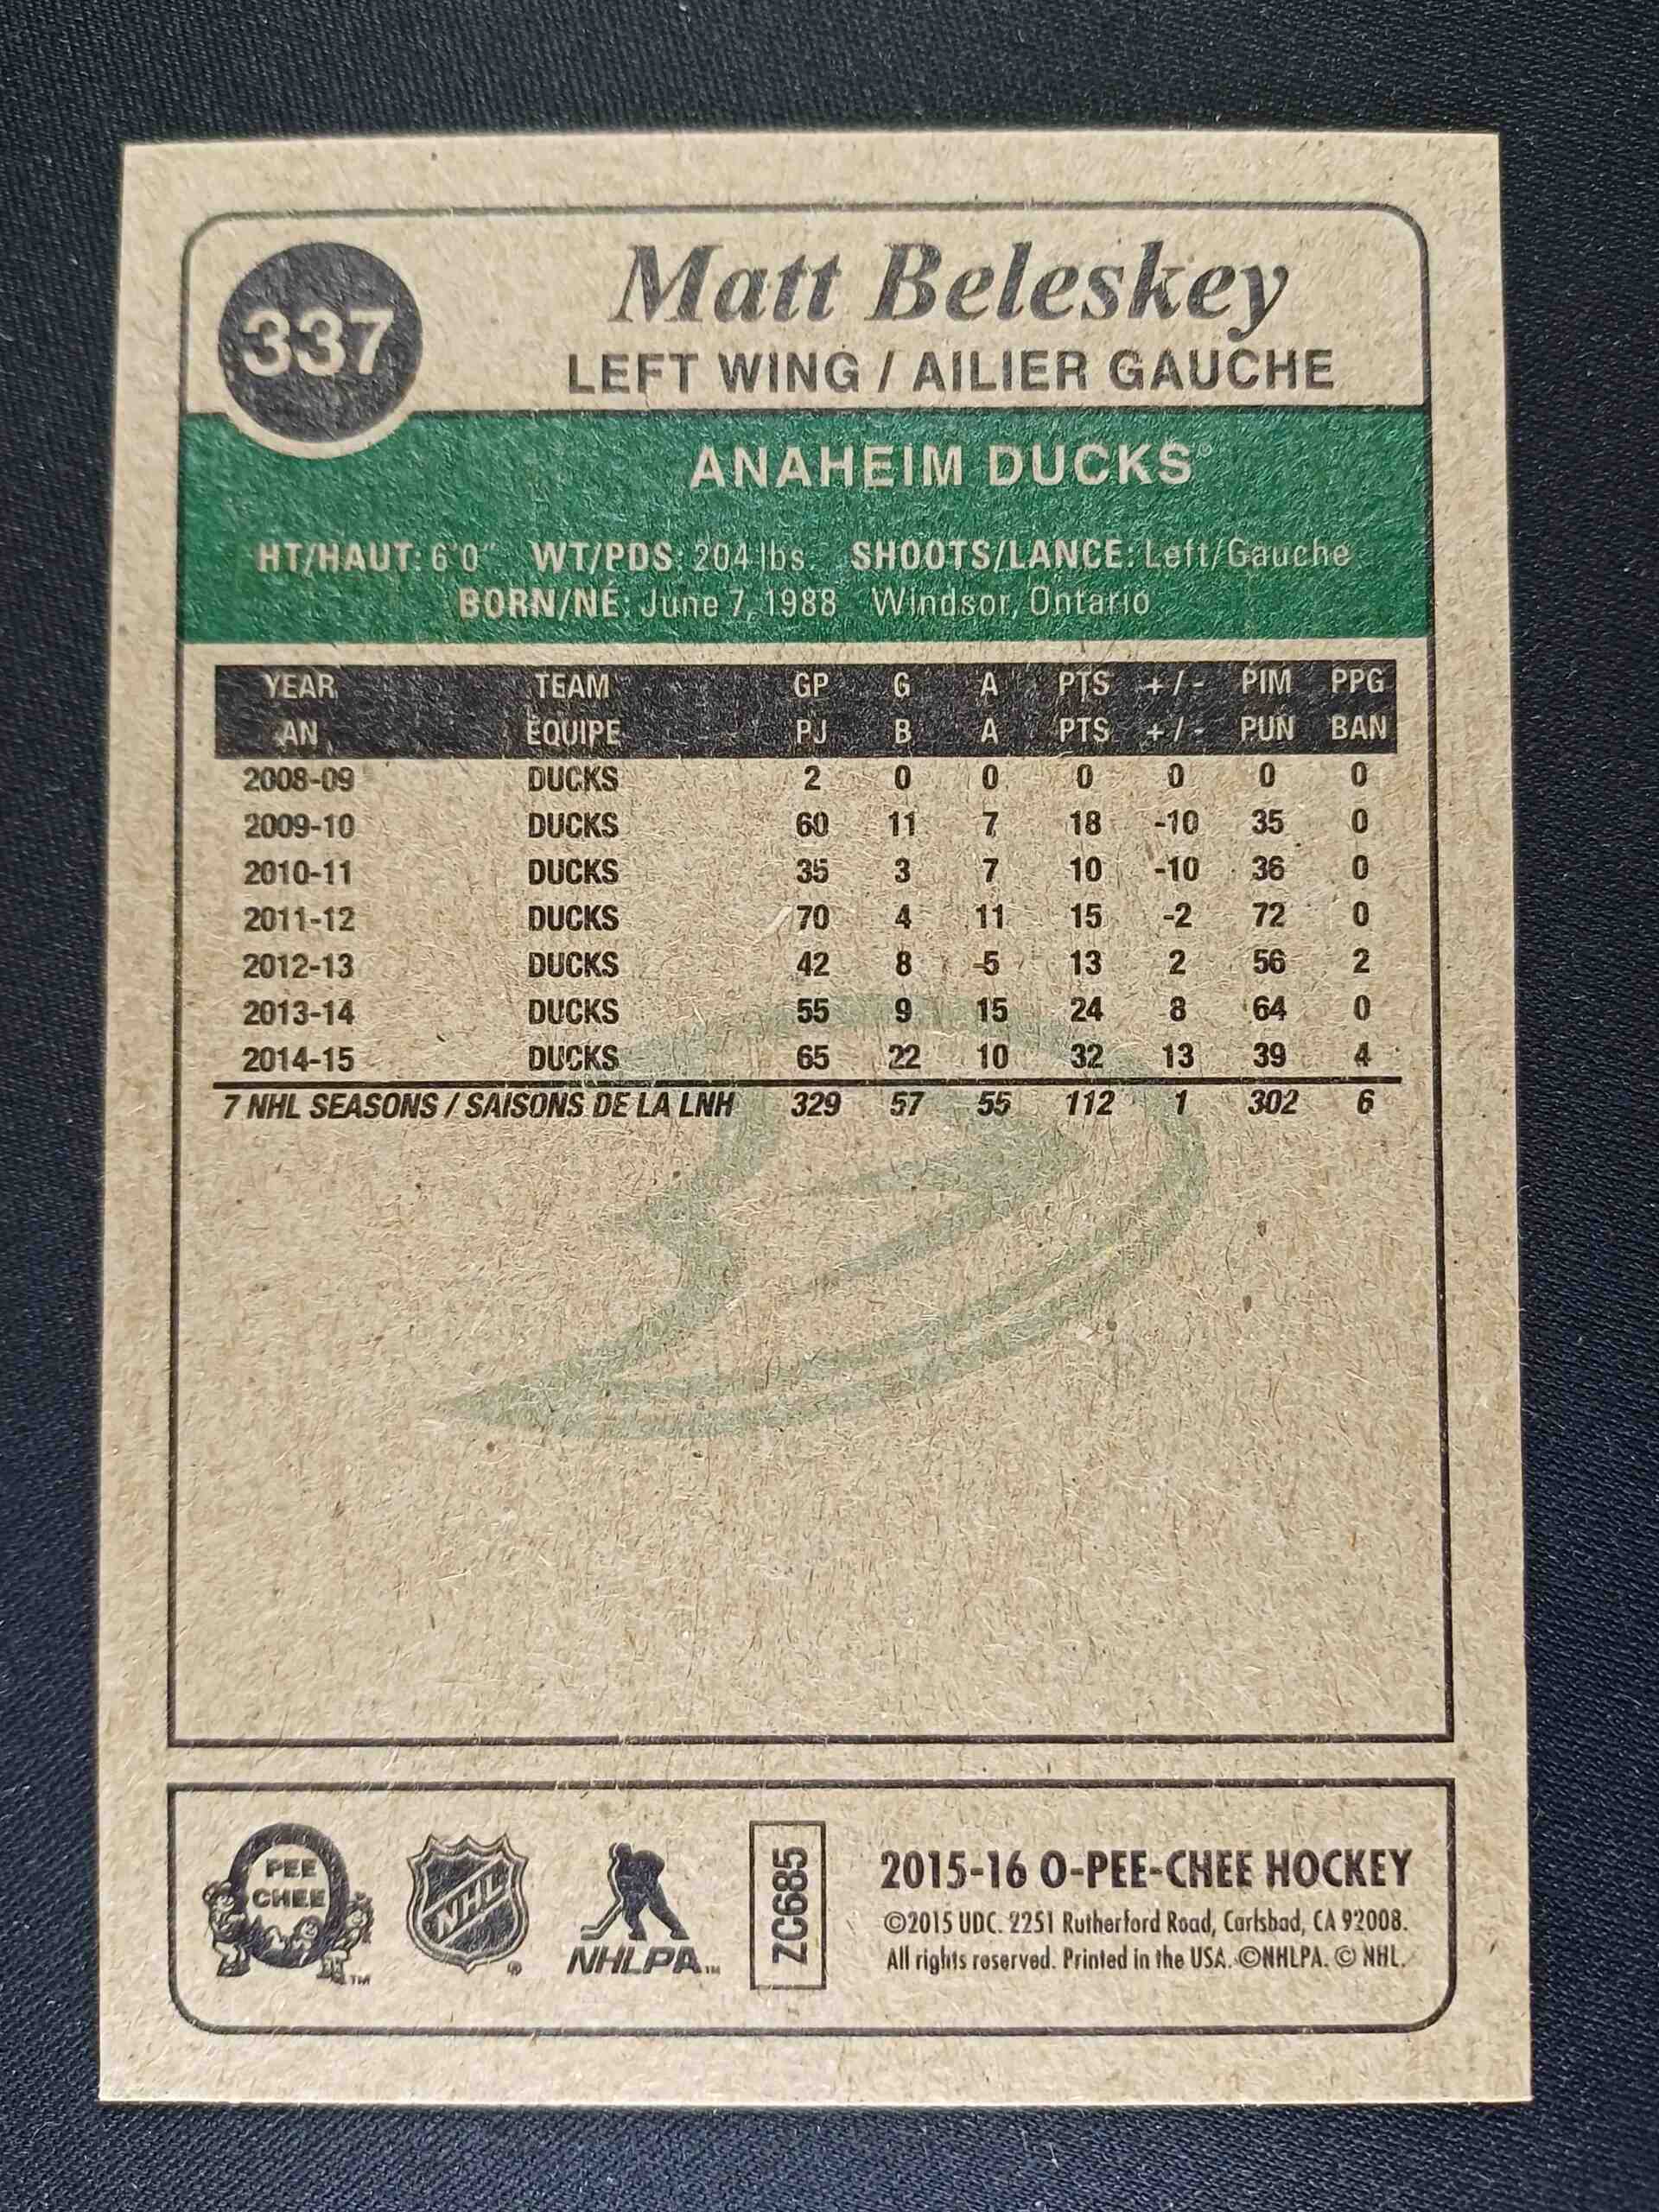 337
Matt Beleskey
LEFT WING / AILIER GAUCHE
ANAHEIM DUCKS®
HT/HAUT: 6'0" WT/PDS: 204 lbs. SHOOTS/LANCE: Left/Gauche
BORN/NÉ: June 7, 1988 Windsor, Ontario
YEAR TEAM GP G A PTS +/- PIM PPG
AN ÉQUIPE PJ B A PTS +/- PUN BAN
2008-09 DUCKS 2 0 0 0 0 0 0
2009-10 DUCKS 60 11 7 18 -10 35 0
2010-11 DUCKS 35 3 7 10 -10 36 0
2011-12 DUCKS 70 4 11 15 -2 72 0
2012-13 DUCKS 42 8 5 13 2 56 2
2013-14 DUCKS 55 9 15 24 8 64 0
2014-15 DUCKS 65 22 10 32 13 39 4
7 NHL SEASONS / SAISONS DE LA LNH 329 57 55 112 1 302 6
PEE
CHEE
TM
NHL
NHLPA™
ZC685
2015-16 O-PEE-CHEE HOCKEY
©2015 UDC. 2251 Rutherford Road, Carlsbad, CA 92008.
All rights reserved. Printed in the USA. ©NHLPA. © NHL.